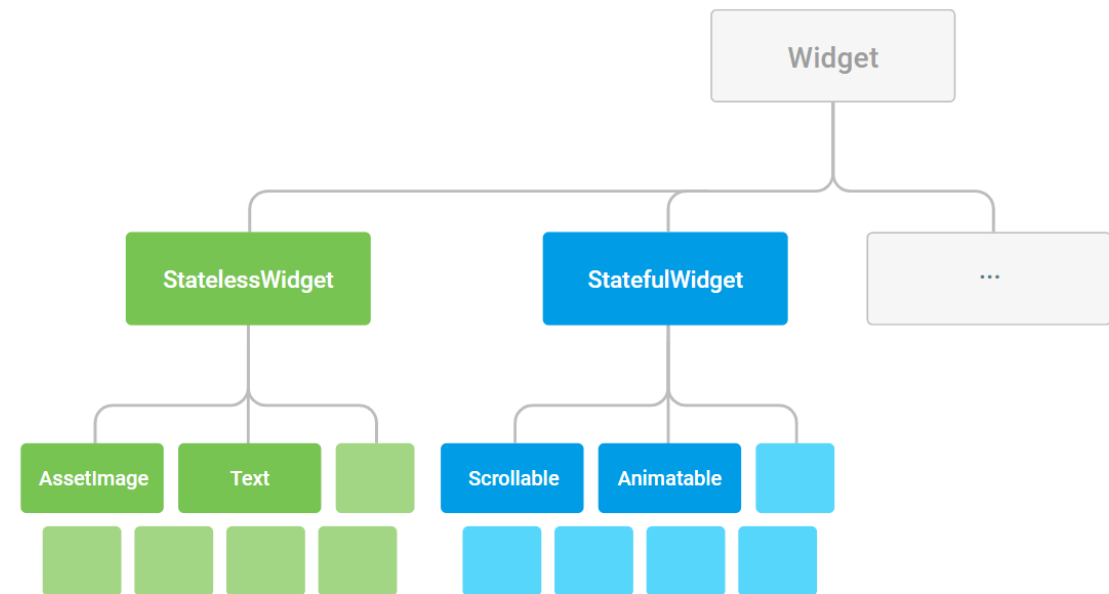 Widget
StatelessWidget
StatefulWidget
...
AssetImage
Text
Scrollable
Animatable